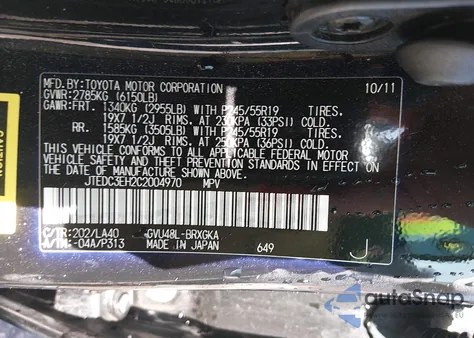 MFD.BY:TOYOTA MOTOR CORPORATION 10/11
GVWR:2785KG (6150LB)
GAWR:FRT. 1340KG (2955LB) WITH P245/55R19 TIRES,
19X7 1/2J RIMS, AT 230KPA (33PSI) COLD.
RR. 1585KG (3505LB) WITH P245/55R19 TIRES,
19X7 1/2J RIMS, AT 250KPA (36PSI) COLD.
THIS VEHICLE CONFORMS TO ALL APPLICABLE FEDERAL MOTOR
VEHICLE SAFETY, BUMPER, AND THEFT PREVENTION STANDARDS IN EFFECT ON
THE DATE OF MANUFACTURE SHOWN ABOVE.
JTEDC3EH2C2004970 MPV
C/TR:202/LA40 GVU48L-BRXGKA
A/TM:-04A/P313 MADE IN JAPAN 649
J
CAUTION
autoSnap